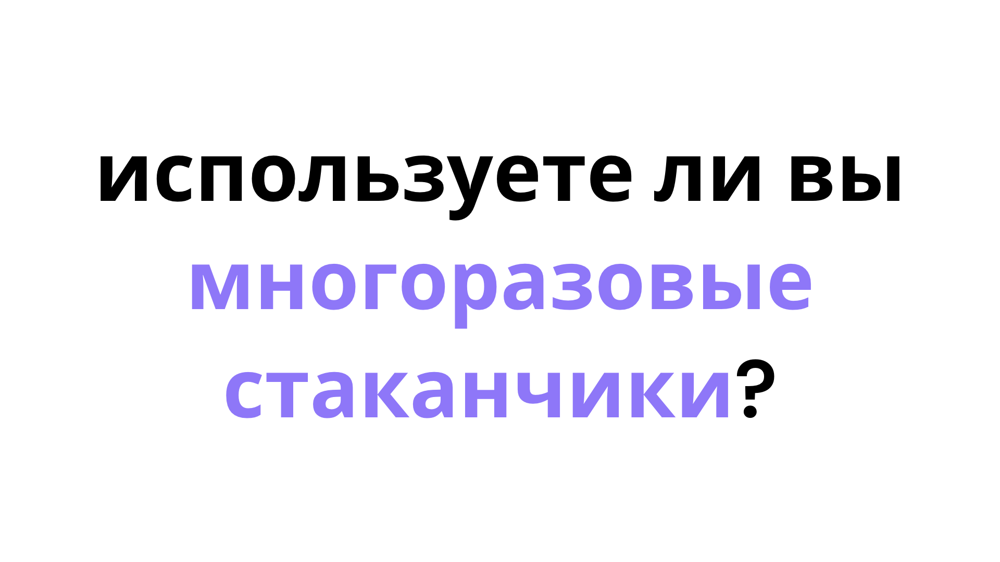 используете ли вы
многоразовые
стаканчики?